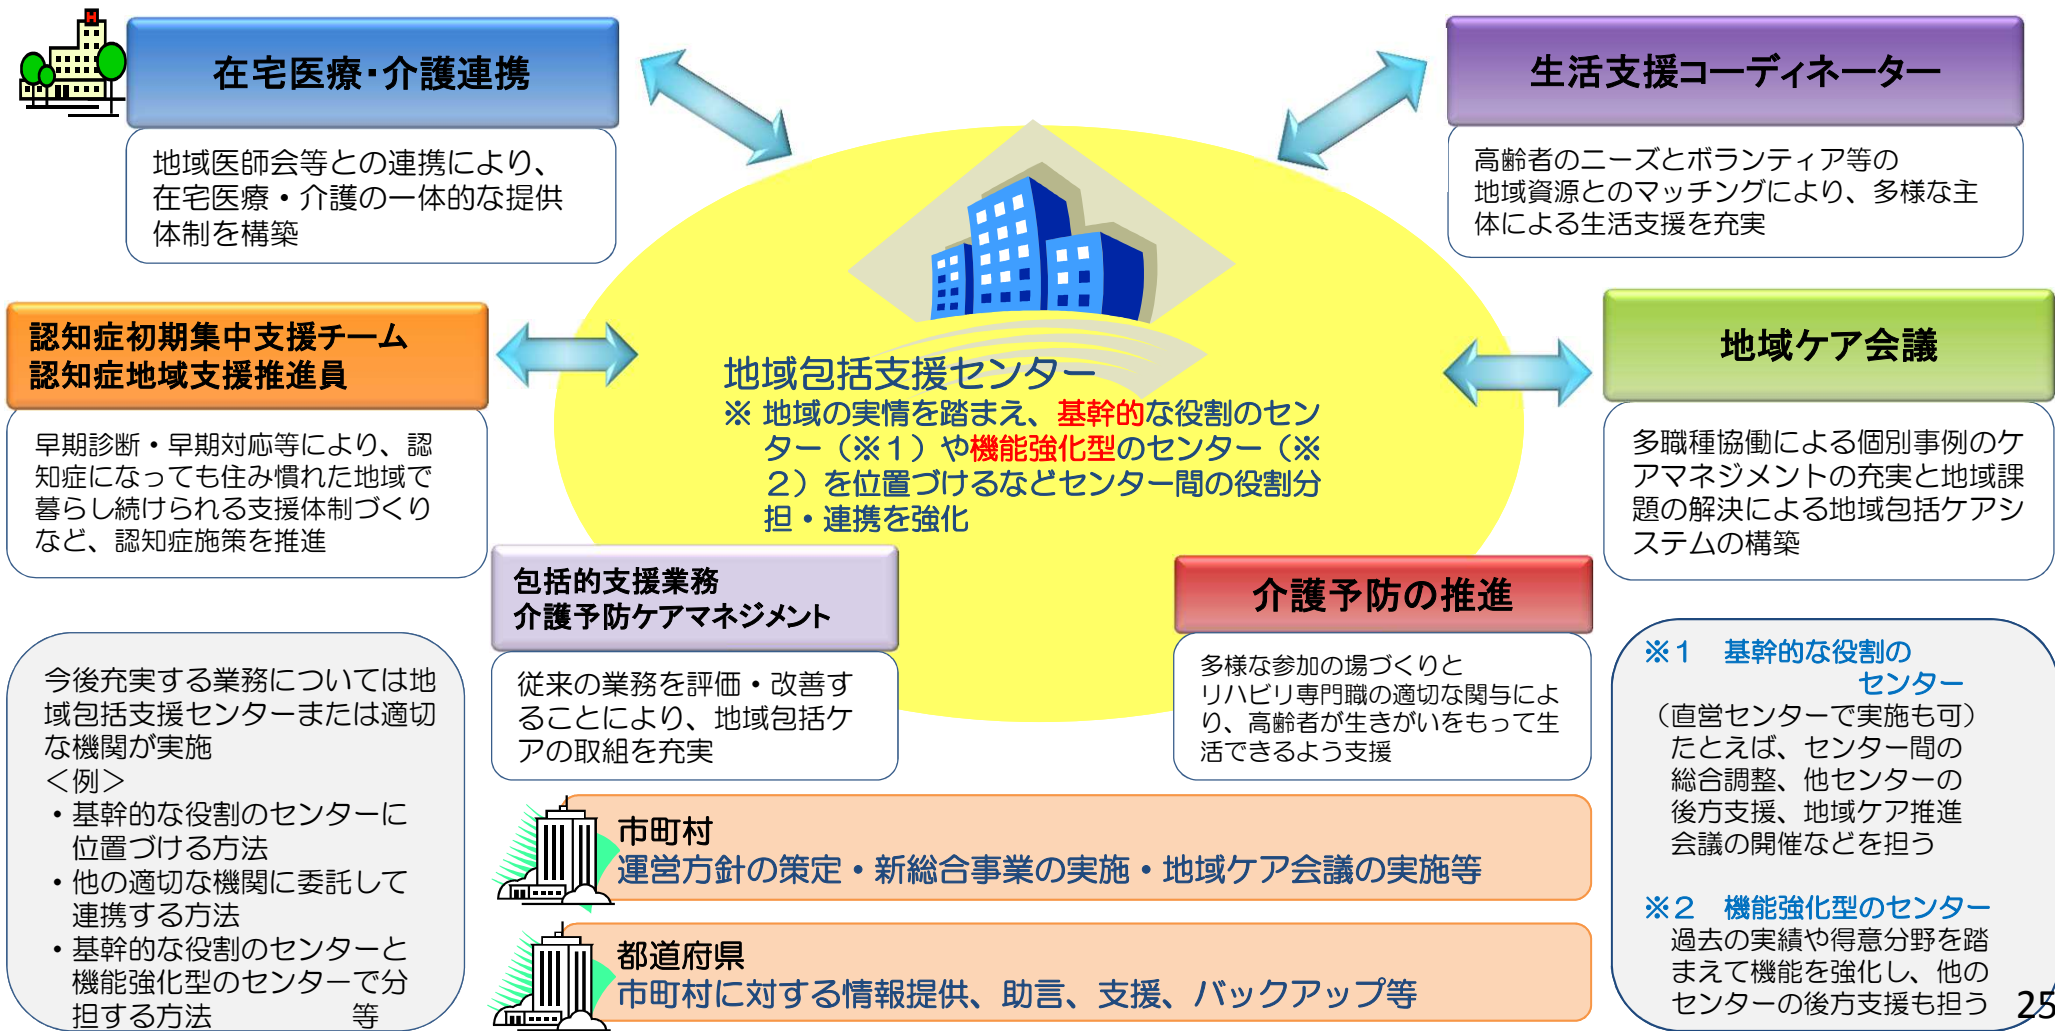 在宅医療・介護連携
地域医師会等との連携により、
在宅医療・介護の一体的な提供
体制を構築
生活支援コーディネーター
高齢者のニーズとボランティア等の
地域資源とのマッチングにより、多様な主
体による生活支援を充実
認知症初期集中支援チーム
認知症地域支援推進員
早期診断・早期対応等により、認
知症になっても住み慣れた地域で
暮らし続けられる支援体制づくり
など、認知症施策を推進
地域包括支援センター
※ 地域の実情を踏まえ、基幹的な役割のセン
ター（※１）や機能強化型のセンター（※
２）を位置づけるなどセンター間の役割分
担・連携を強化
地域ケア会議
多職種協働による個別事例のケ
アマネジメントの充実と地域課
題の解決による地域包括ケアシ
ステムの構築
包括的支援業務
介護予防ケアマネジメント
従来の業務を評価・改善す
ることにより、地域包括ケ
アの取組を充実
介護予防の推進
多様な参加の場づくりと
リハビリ専門職の適切な関与によ
り、高齢者が生きがいをもって生
活できるよう支援
今後充実する業務については地
域包括支援センターまたは適切
な機関が実施
＜例＞
・基幹的な役割のセンターに
位置づける方法
・他の適切な機関に委託して
連携する方法
・基幹的な役割のセンターと
機能強化型のセンターで分
担する方法　　　　　等
市町村
運営方針の策定・新総合事業の実施・地域ケア会議の実施等
都道府県
市町村に対する情報提供、助言、支援、バックアップ等
※１　基幹的な役割の
センター
（直営センターで実施も可）
たとえば、センター間の
総合調整、他センターの
後方支援、地域ケア推進
会議の開催などを担う
※２　機能強化型のセンター
過去の実績や得意分野を踏
まえて機能を強化し、他の
センターの後方支援も担う
25
H